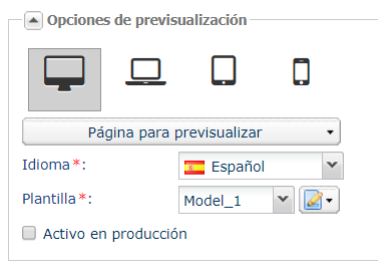 Opciones de previsualización
Página para previsualizar
Idioma*: Español
Plantilla*: Model_1
Activo en producción